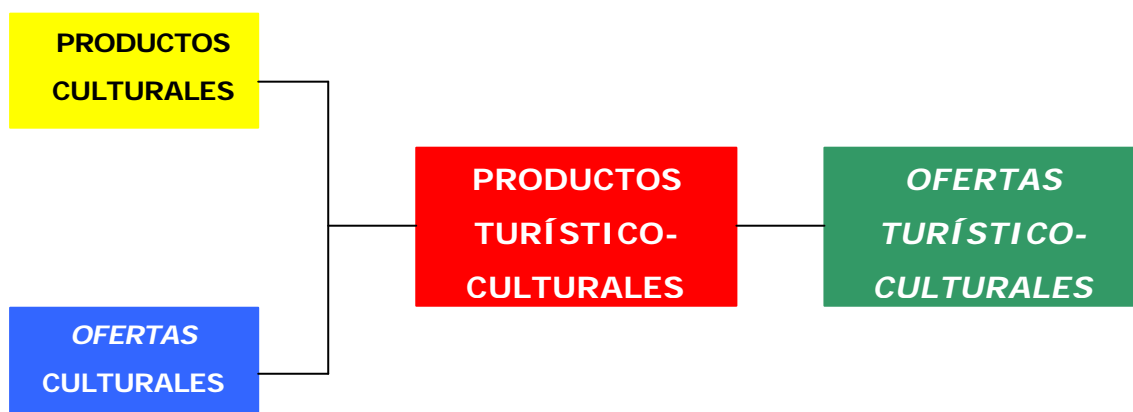 PRODUCTOS
CULTURALES
PRODUCTOS
TURÍSTICO-
CULTURALES
OFERTAS
TURÍSTICO-
CULTURALES
OFERTAS
CULTURALES